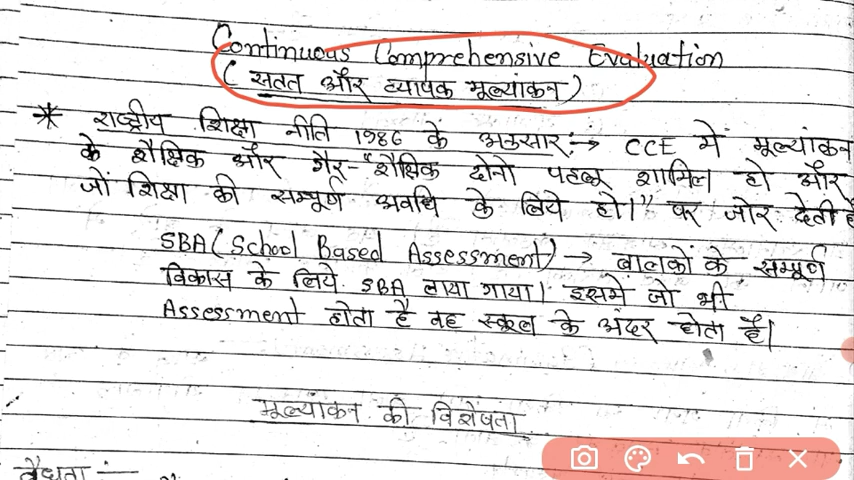 Continuous Comprehensive Evaluation
(सतत और व्यापक मूल्यांकन)
* राष्ट्रीय शिक्षा नीति 1986 के अनुसार :→ CCE में मूल्यांकन
के शैक्षिक और गैर-"शैक्षिक दोनो पहलू शामिल हो और
जो शिक्षा की सम्पूर्ण अवधि के लिये हो।" पर जोर देती है
SBA (School Based Assessment) → बालकों के सम्पूर्ण
विकास के लिये SBA लाया गाया। इसमे जो भी
Assessment होता है वह स्कूल के अंदर होता है।
मूल्यांकन की विशेषता
वैधता :—